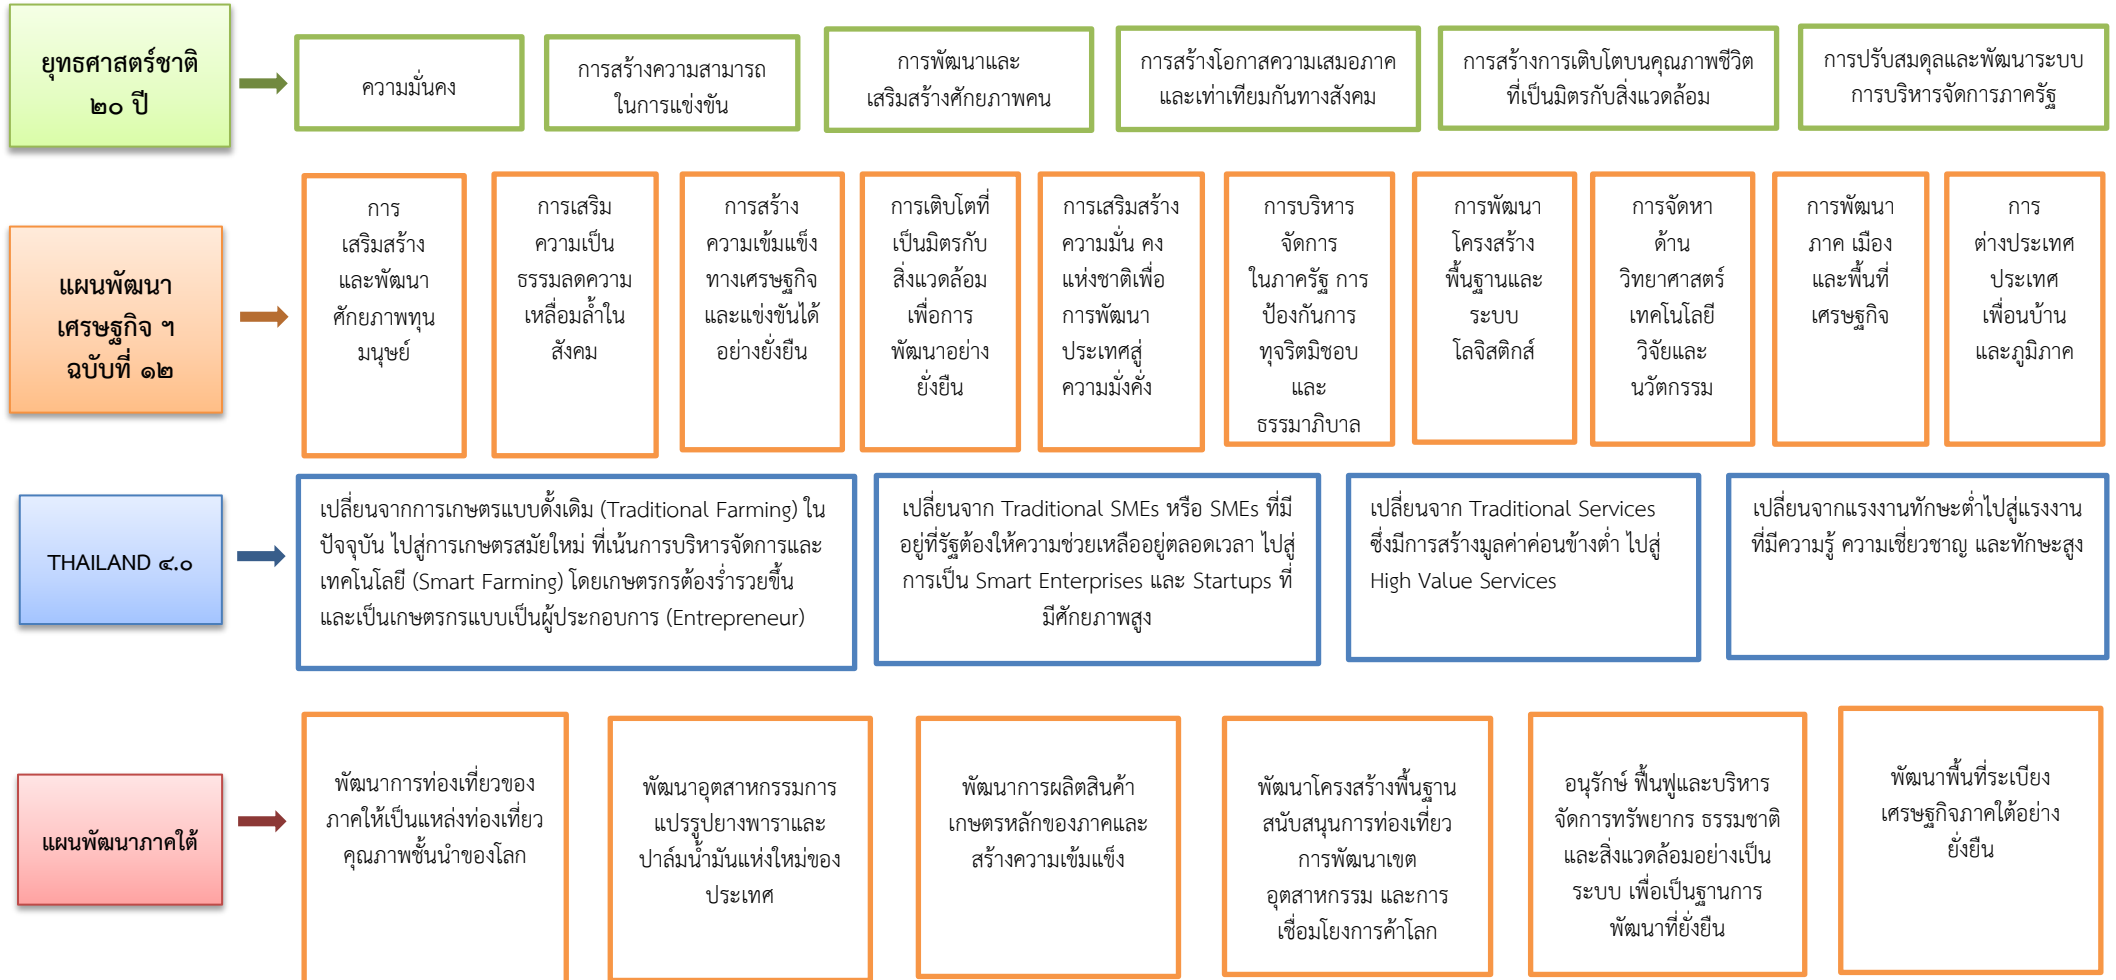 ยุทธศาสตร์ชาติ
๒๐ ปี
ความมั่นคง
การสร้างความสามารถ
ในการแข่งขัน
การพัฒนาและ
เสริมสร้างศักยภาพคน
การสร้างโอกาสความเสมอภาค
และเท่าเทียมกันทางสังคม
การสร้างการเติบโตบนคุณภาพชีวิต
ที่เป็นมิตรกับสิ่งแวดล้อม
การปรับสมดุลและพัฒนาระบบ
การบริหารจัดการภาครัฐ
แผนพัฒนา
เศรษฐกิจ ฯ
ฉบับที่ ๑๒
การ
เสริมสร้าง
และพัฒนา
ศักยภาพทุน
มนุษย์
การเสริม
ความเป็น
ธรรมลดความ
เหลื่อมล้ำใน
สังคม
การสร้าง
ความเข้มแข็ง
ทางเศรษฐกิจ
และแข่งขันได้
อย่างยั่งยืน
การเติบโตที่
เป็นมิตรกับ
สิ่งแวดล้อม
เพื่อการ
พัฒนาอย่าง
ยั่งยืน
การเสริมสร้าง
ความมั่น คง
แห่งชาติเพื่อ
การพัฒนา
ประเทศสู่
ความมั่งคั่ง
การบริหาร
จัดการ
ในภาครัฐ การ
ป้องกันการ
ทุจริตมิชอบ
และ
ธรรมาภิบาล
การพัฒนา
โครงสร้าง
พื้นฐานและ
ระบบ
โลจิสติกส์
การจัดหา
ด้าน
วิทยาศาสตร์
เทคโนโลยี
วิจัยและ
นวัตกรรม
การพัฒนา
ภาค เมือง
และพื้นที่
เศรษฐกิจ
การ
ต่างประเทศ
ประเทศ
เพื่อนบ้าน
และภูมิภาค
THAILAND ๔.๐
เปลี่ยนจากการเกษตรแบบดั้งเดิม (Traditional Farming) ใน
ปัจจุบัน ไปสู่การเกษตรสมัยใหม่ ที่เน้นการบริหารจัดการและ
เทคโนโลยี (Smart Farming) โดยเกษตรกรต้องร่ำรวยขึ้น
และเป็นเกษตรกรแบบเป็นผู้ประกอบการ (Entrepreneur)
เปลี่ยนจาก Traditional SMEs หรือ SMEs ที่มี
อยู่ที่รัฐต้องให้ความช่วยเหลืออยู่ตลอดเวลา ไปสู่
การเป็น Smart Enterprises และ Startups ที่
มีศักยภาพสูง
เปลี่ยนจาก Traditional Services
ซึ่งมีการสร้างมูลค่าค่อนข้างต่ำ ไปสู่
High Value Services
เปลี่ยนจากแรงงานทักษะต่ำไปสู่แรงงาน
ที่มีความรู้ ความเชี่ยวชาญ และทักษะสูง
แผนพัฒนาภาคใต้
พัฒนาการท่องเที่ยวของ
ภาคให้เป็นแหล่งท่องเที่ยว
คุณภาพชั้นนำของโลก
พัฒนาอุตสาหกรรมการ
แปรรูปยางพาราและ
ปาล์มน้ำมันแห่งใหม่ของ
ประเทศ
พัฒนาการผลิตสินค้า
เกษตรหลักของภาคและ
สร้างความเข้มแข็ง
พัฒนาโครงสร้างพื้นฐาน
สนับสนุนการท่องเที่ยว
การพัฒนาเขต
อุตสาหกรรม และการ
เชื่อมโยงการค้าโลก
อนุรักษ์ ฟื้นฟูและบริหาร
จัดการทรัพยากร ธรรมชาติ
และสิ่งแวดล้อมอย่างเป็น
ระบบ เพื่อเป็นฐานการ
พัฒนาที่ยั่งยืน
พัฒนาพื้นที่ระเบียง
เศรษฐกิจภาคใต้อย่าง
ยั่งยืน